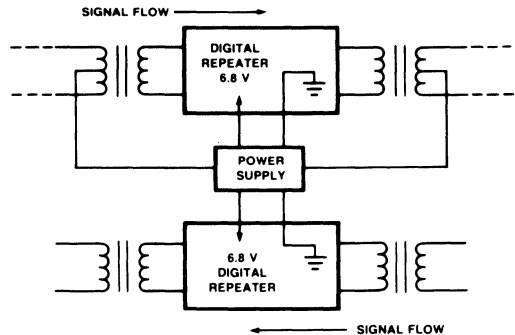 SIGNAL FLOW
DIGITAL
REPEATER
6.8 V
POWER
SUPPLY
6.8 V
DIGITAL
REPEATER
SIGNAL FLOW